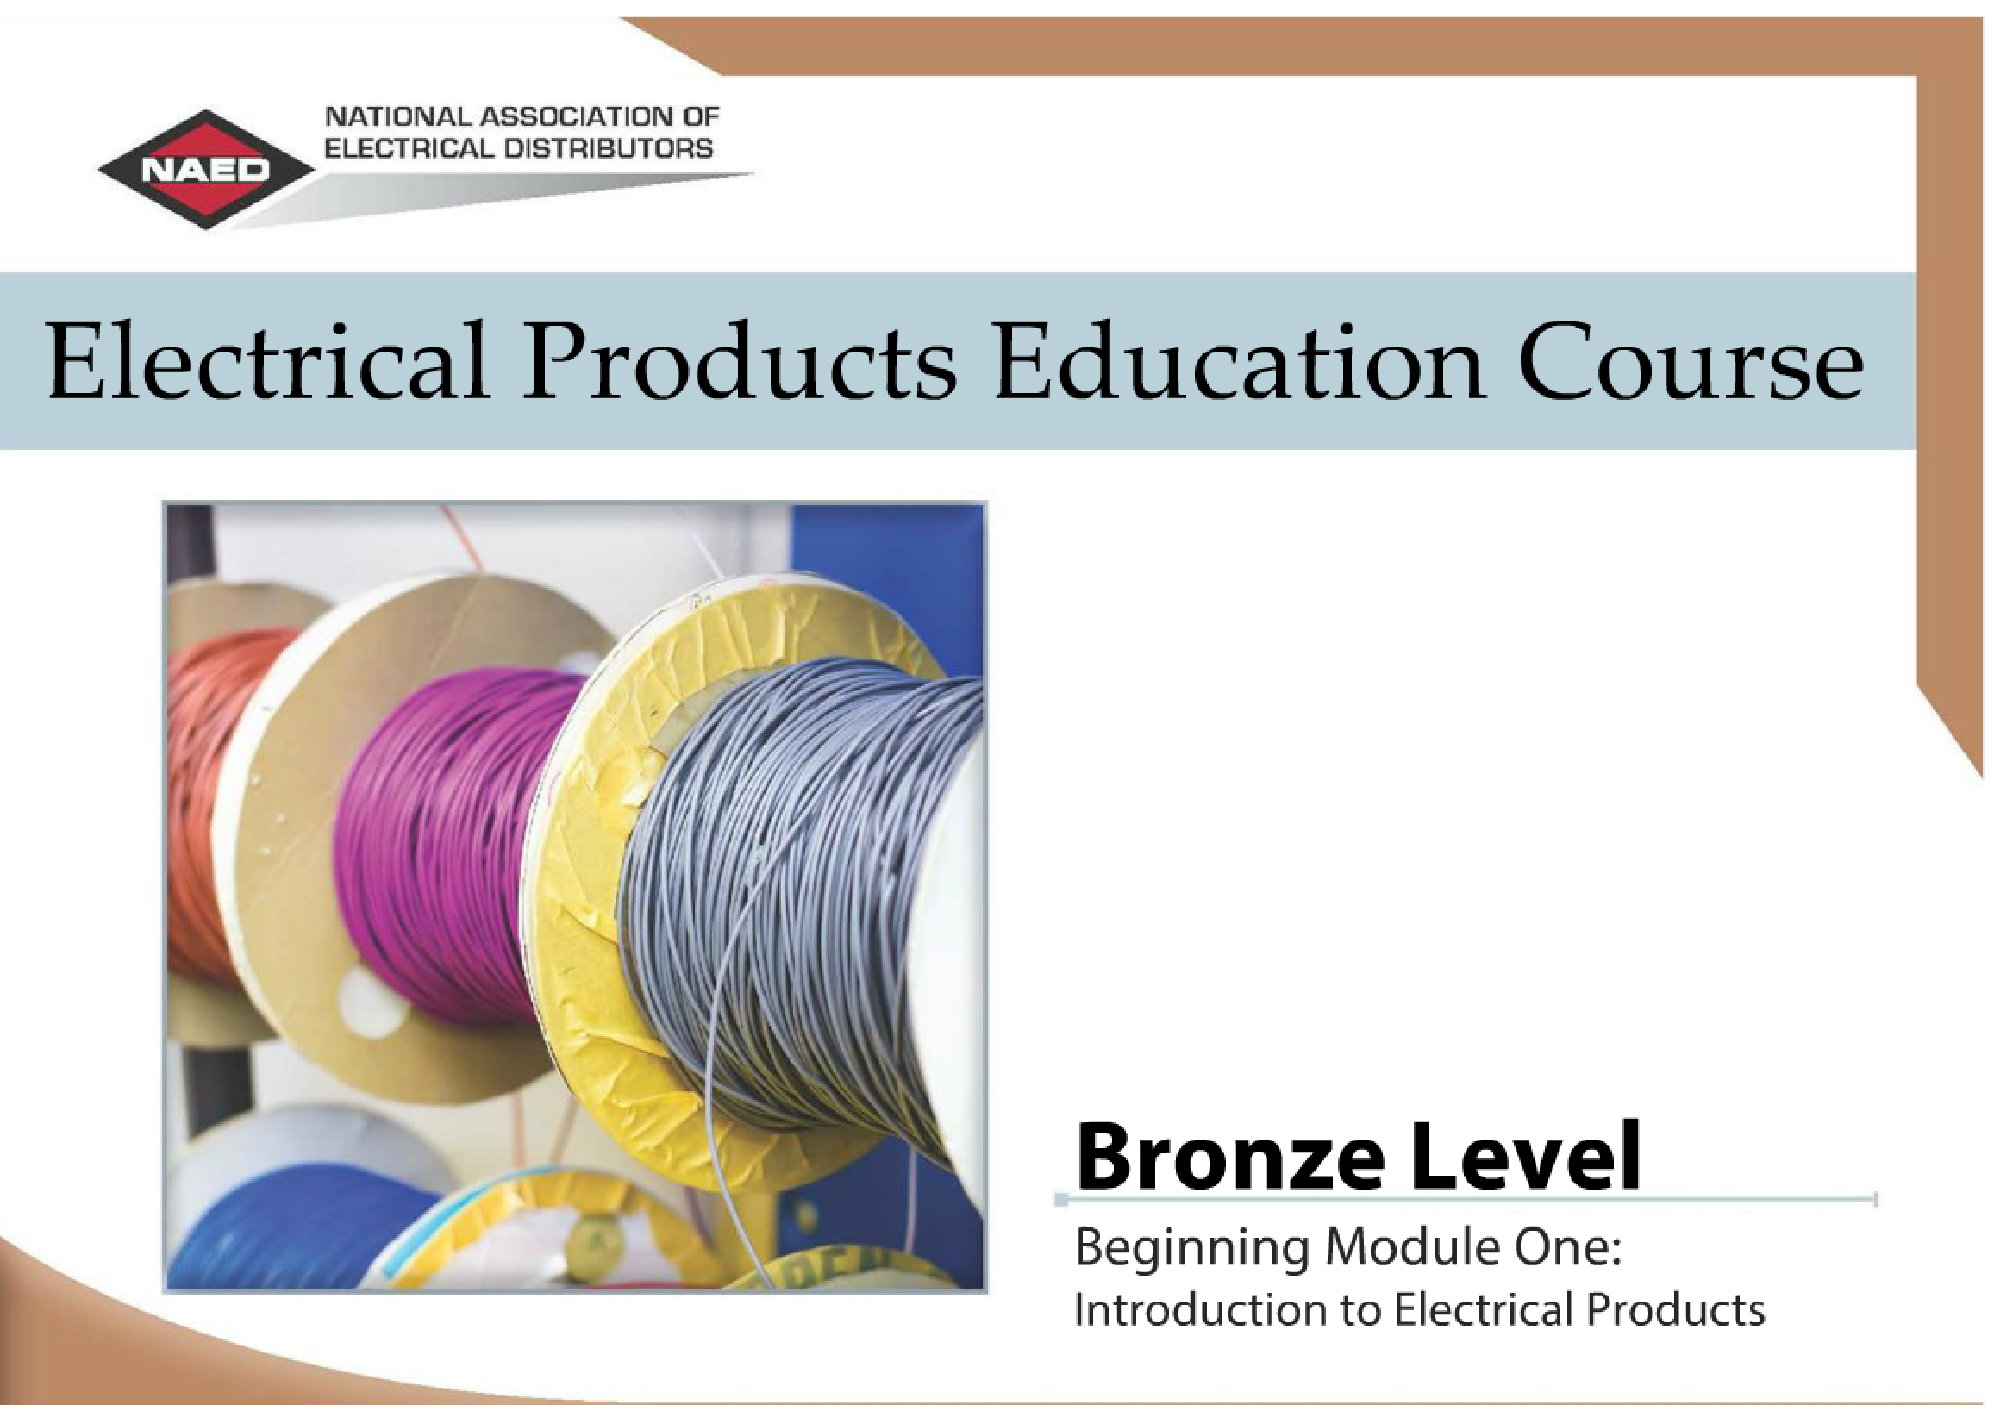 NAED
NATIONAL ASSOCIATION OF
ELECTRICAL DISTRIBUTORS
Electrical Products Education Course
Bronze Level
Beginning Module One:
Introduction to Electrical Products